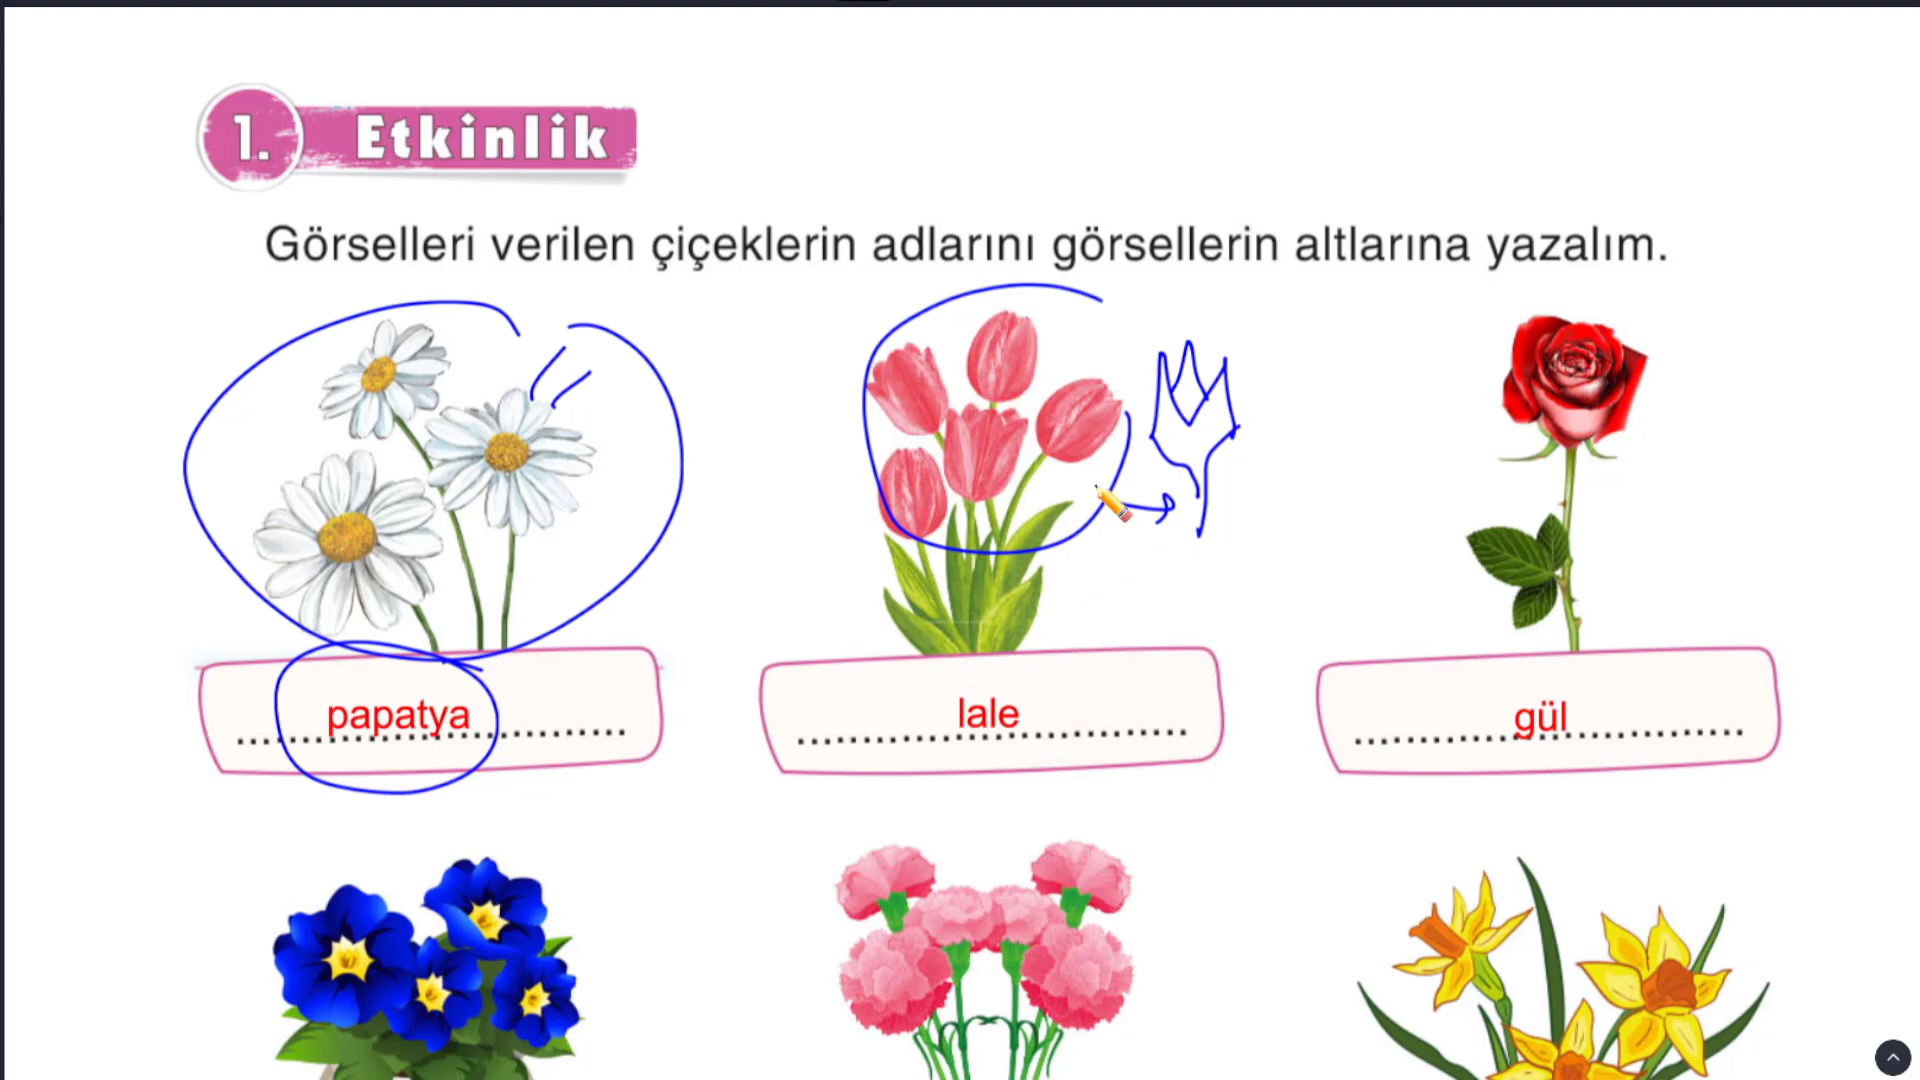 1. Etkinlik
Görselleri verilen çiçeklerin adlarını görsellerin altlarına yazalım.
papatya
lale
gül